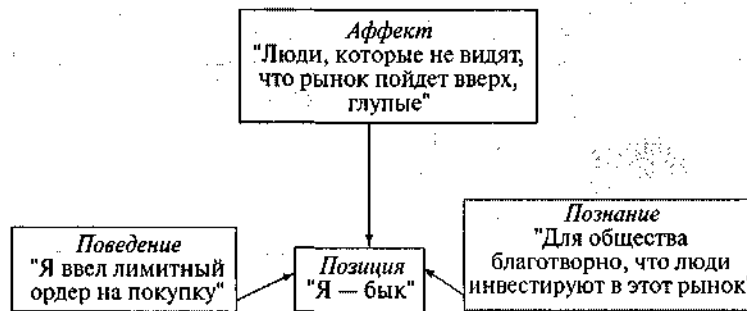 Аффект
"Люди, которые не видят,
что рынок пойдет вверх,
глупые"
Поведение
"Я ввел лимитный
ордер на покупку"
Позиция
"Я — бык"
Познание
"Для общества
благотворно, что люди
инвестируют в этот рынок"